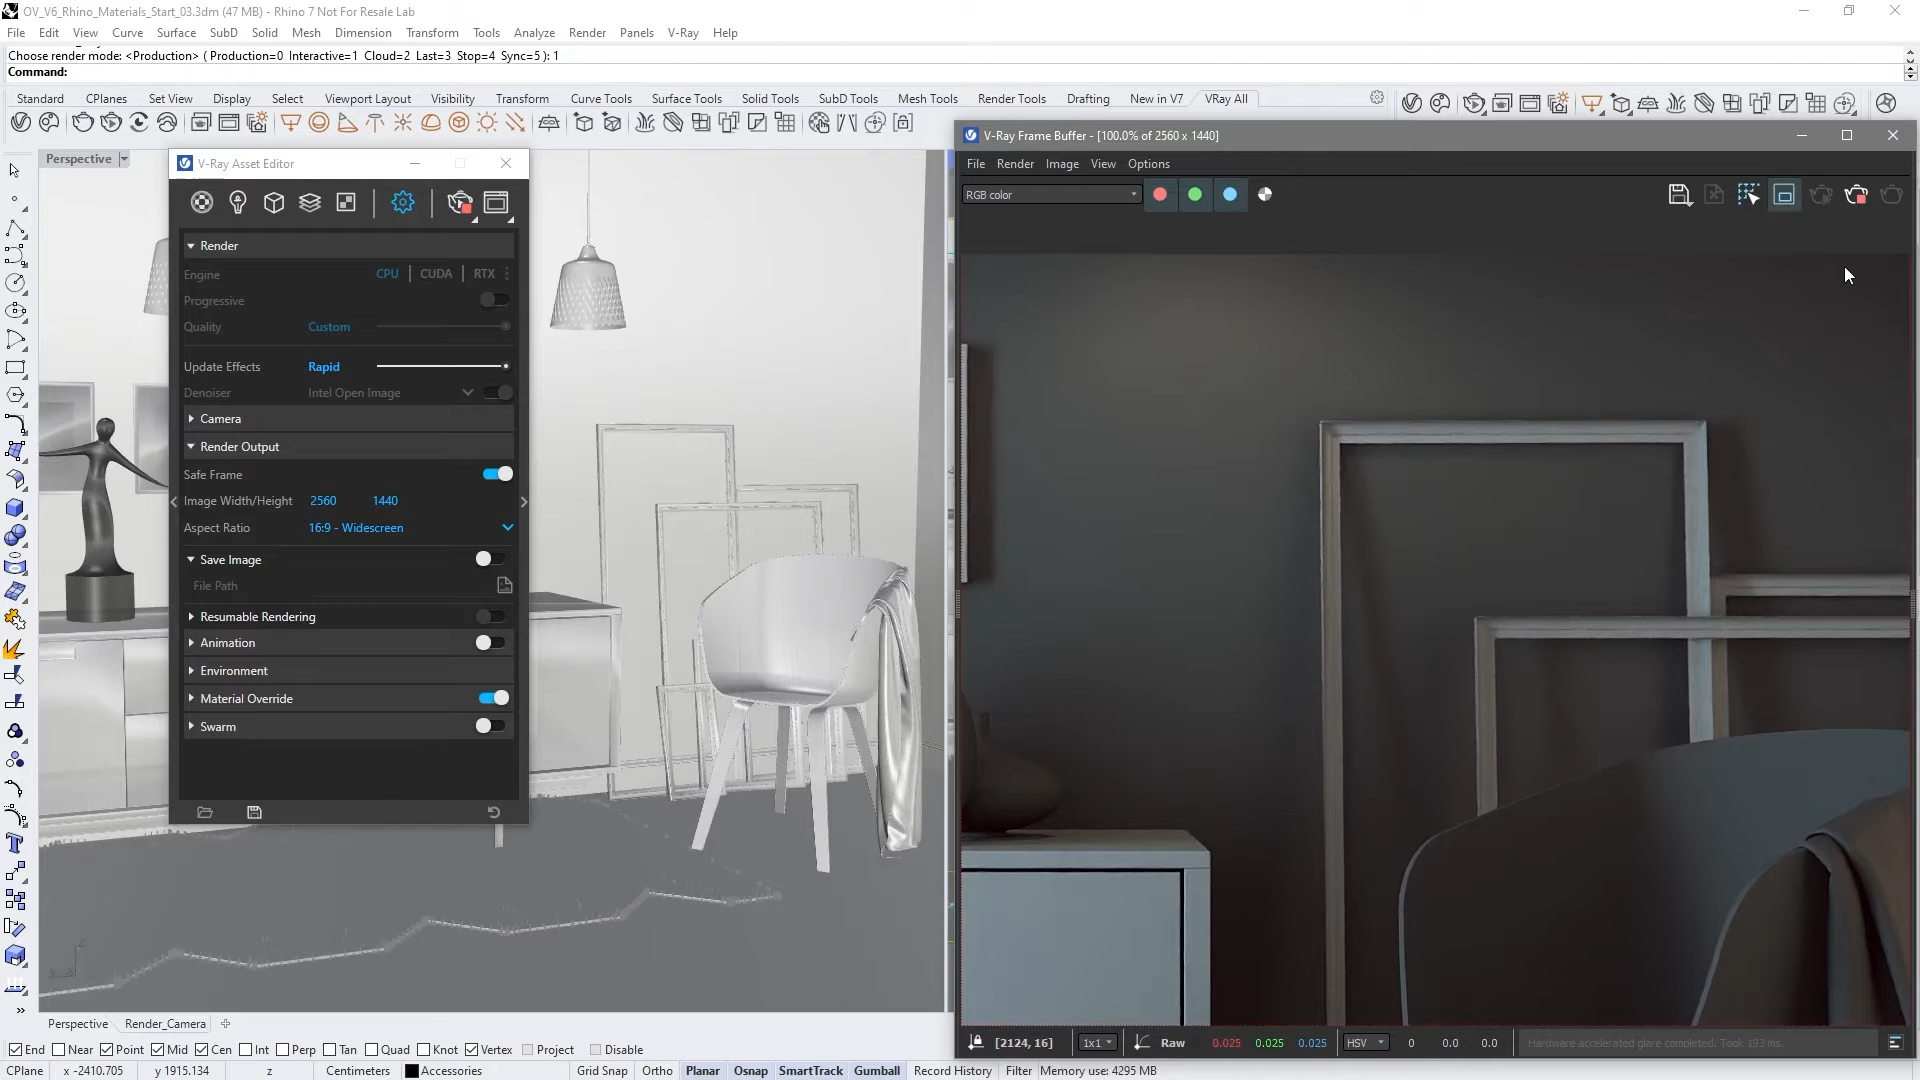 OV_V6_Rhino_Materials_Start_03.3dm (47 MB) - Rhino 7 Not For Resale Lab
File Edit View Curve Surface SubD Solid Mesh Dimension Transform Tools Analyze Render Panels V-Ray Help
Choose render mode: <Production> ( Production=0 Interactive=1 Cloud=2 Last=3 Stop=4 Sync=5 ): 1
Command:
Standard CPlanes Set View Display Select Viewport Layout Visibility Transform Curve Tools Surface Tools Solid Tools SubD Tools Mesh Tools Render Tools Drafting New in V7 VRay All
Perspective
V-Ray Asset Editor
Render
Engine CPU CUDA RTX
Progressive
Quality Custom
Update Effects Rapid
Denoiser Intel Open Image
Camera
Render Output
Safe Frame
Image Width/Height 2560 1440
Aspect Ratio 16:9 - Widescreen
Save Image
File Path
Resumable Rendering
Animation
Environment
Material Override
Swarm
V-Ray Frame Buffer - [100.0% of 2560 x 1440]
File Render Image View Options
RGB color
[2124, 16] 1x1 Raw 0.025 0.025 0.025 HSV 0 0.0 0.0 Hardware accelerated glare completed. Took 193 ms.
Perspective Render_Camera
End Near Point Mid Cen Int Perp Tan Quad Knot Vertex Project Disable
CPlane x -2410.705 y 1915.134 z Centimeters Accessories Grid Snap Ortho Planar Osnap SmartTrack Gumball Record History Filter Memory use: 4295 MB